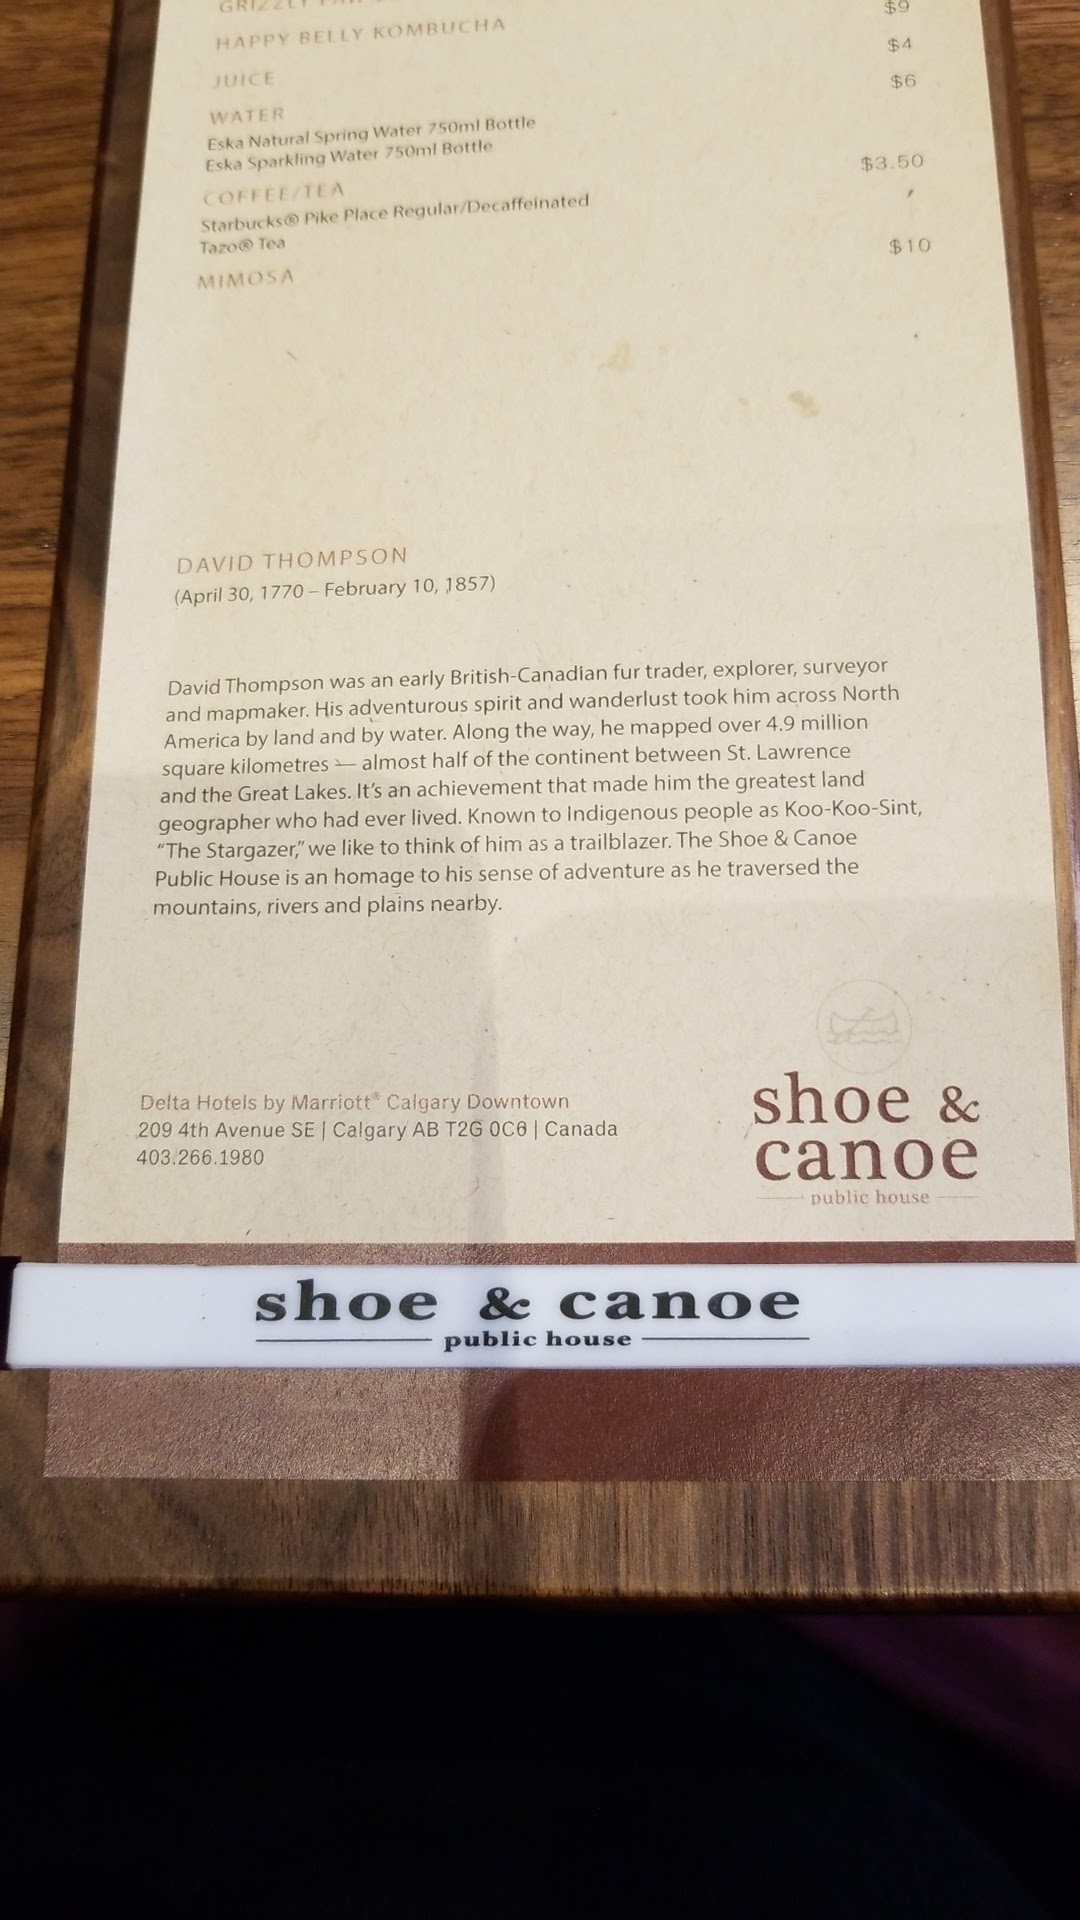 GRIZZLY PAW
$9
HAPPY BELLY KOMBUCHA
$4
JUICE
$6
WATER
Eska Natural Spring Water 750ml Bottle
Eska Sparkling Water 750ml Bottle
$3.50
COFFEE/TEA
Starbucks® Pike Place Regular/Decaffeinated
Tazo® Tea
$10
MIMOSA
DAVID THOMPSON
(April 30, 1770 – February 10, 1857)
David Thompson was an early British-Canadian fur trader, explorer, surveyor
and mapmaker. His adventurous spirit and wanderlust took him across North
America by land and by water. Along the way, he mapped over 4.9 million
square kilometres — almost half of the continent between St. Lawrence
and the Great Lakes. It's an achievement that made him the greatest land
geographer who had ever lived. Known to Indigenous people as Koo-Koo-Sint,
“The Stargazer,” we like to think of him as a trailblazer. The Shoe & Canoe
Public House is an homage to his sense of adventure as he traversed the
mountains, rivers and plains nearby.
Delta Hotels by Marriott® Calgary Downtown
209 4th Avenue SE | Calgary AB T2G 0C6 | Canada
403.266.1980
shoe &
canoe
public house
shoe & canoe
public house